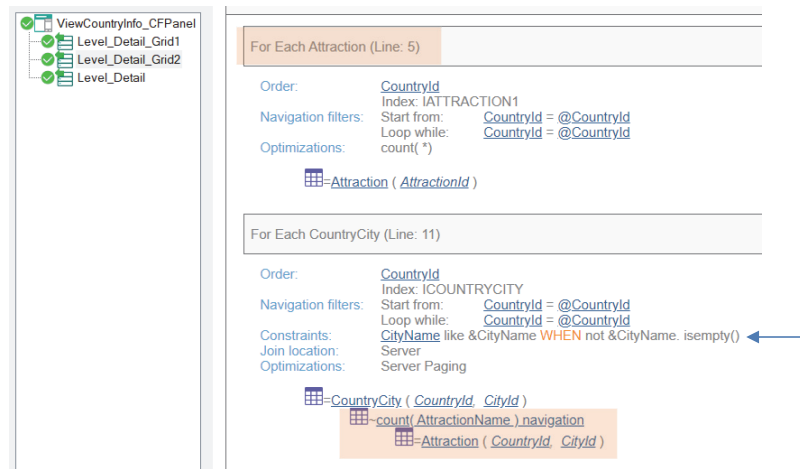 ViewCountryInfo_CFPanel
Level_Detail_Grid1
Level_Detail_Grid2
Level_Detail
For Each Attraction (Line: 5)
Order: CountryId
Index: IATTRACTION1
Navigation filters: Start from: CountryId = @CountryId
Loop while: CountryId = @CountryId
Optimizations: count( *)
=Attraction ( AttractionId )
For Each CountryCity (Line: 11)
Order: CountryId
Index: ICOUNTRYCITY
Navigation filters: Start from: CountryId = @CountryId
Loop while: CountryId = @CountryId
Constraints: CityName like &CityName WHEN not &CityName. isempty()
Join location: Server
Optimizations: Server Paging
=CountryCity ( CountryId, CityId )
~count( AttractionName ) navigation
=Attraction ( CountryId, CityId )